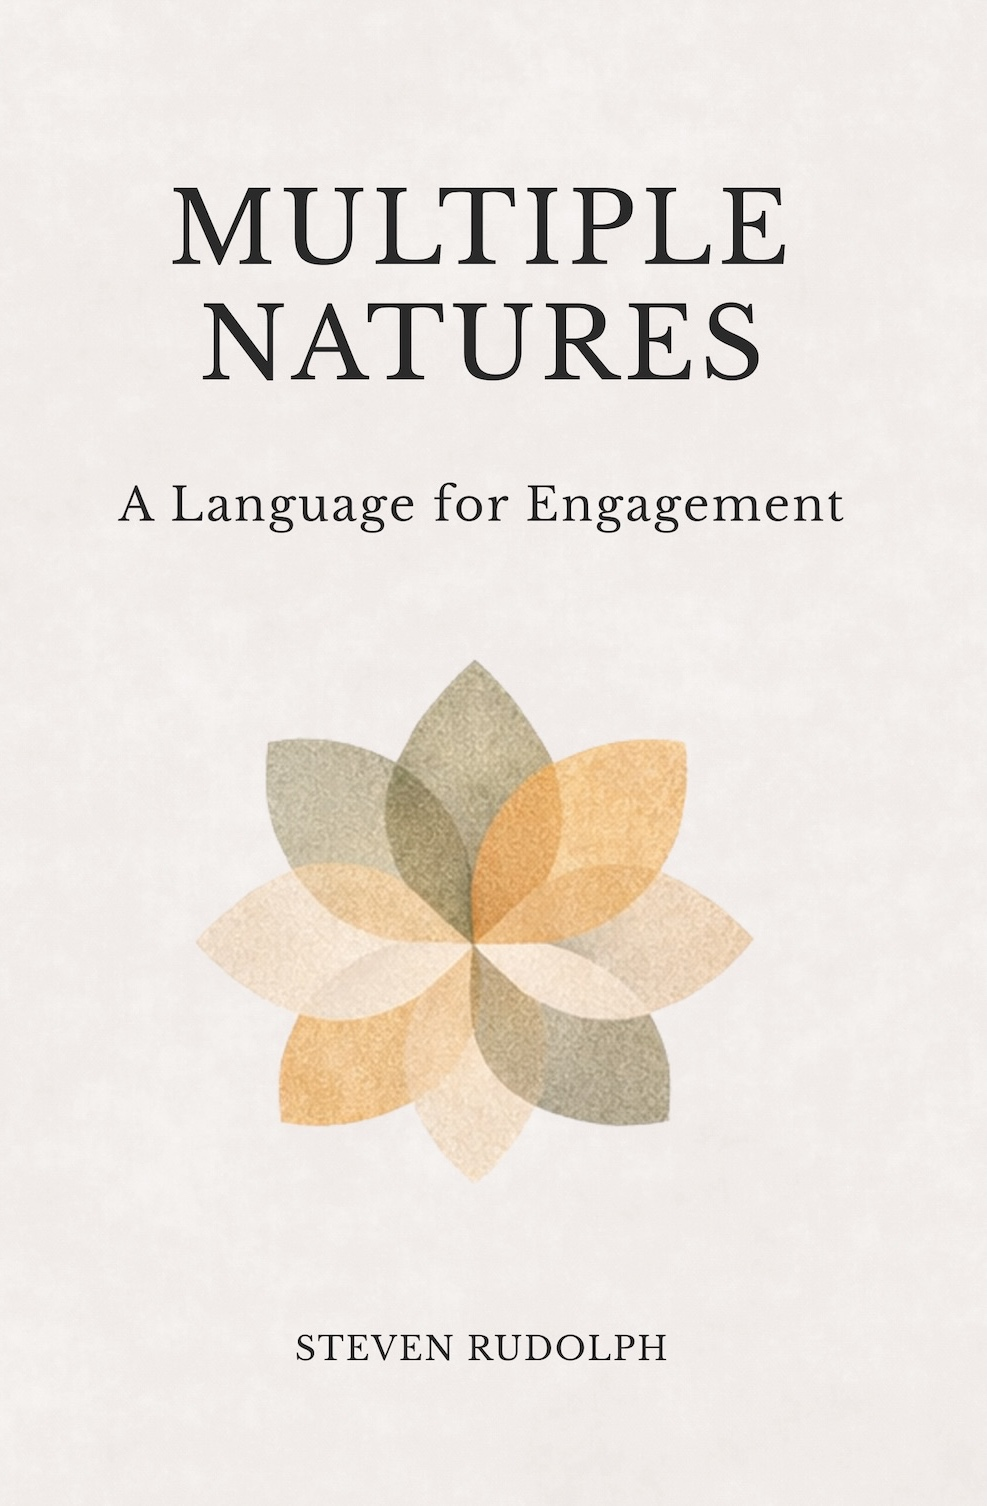 MULTIPLE
NATURES
A Language for Engagement
STEVEN RUDOLPH